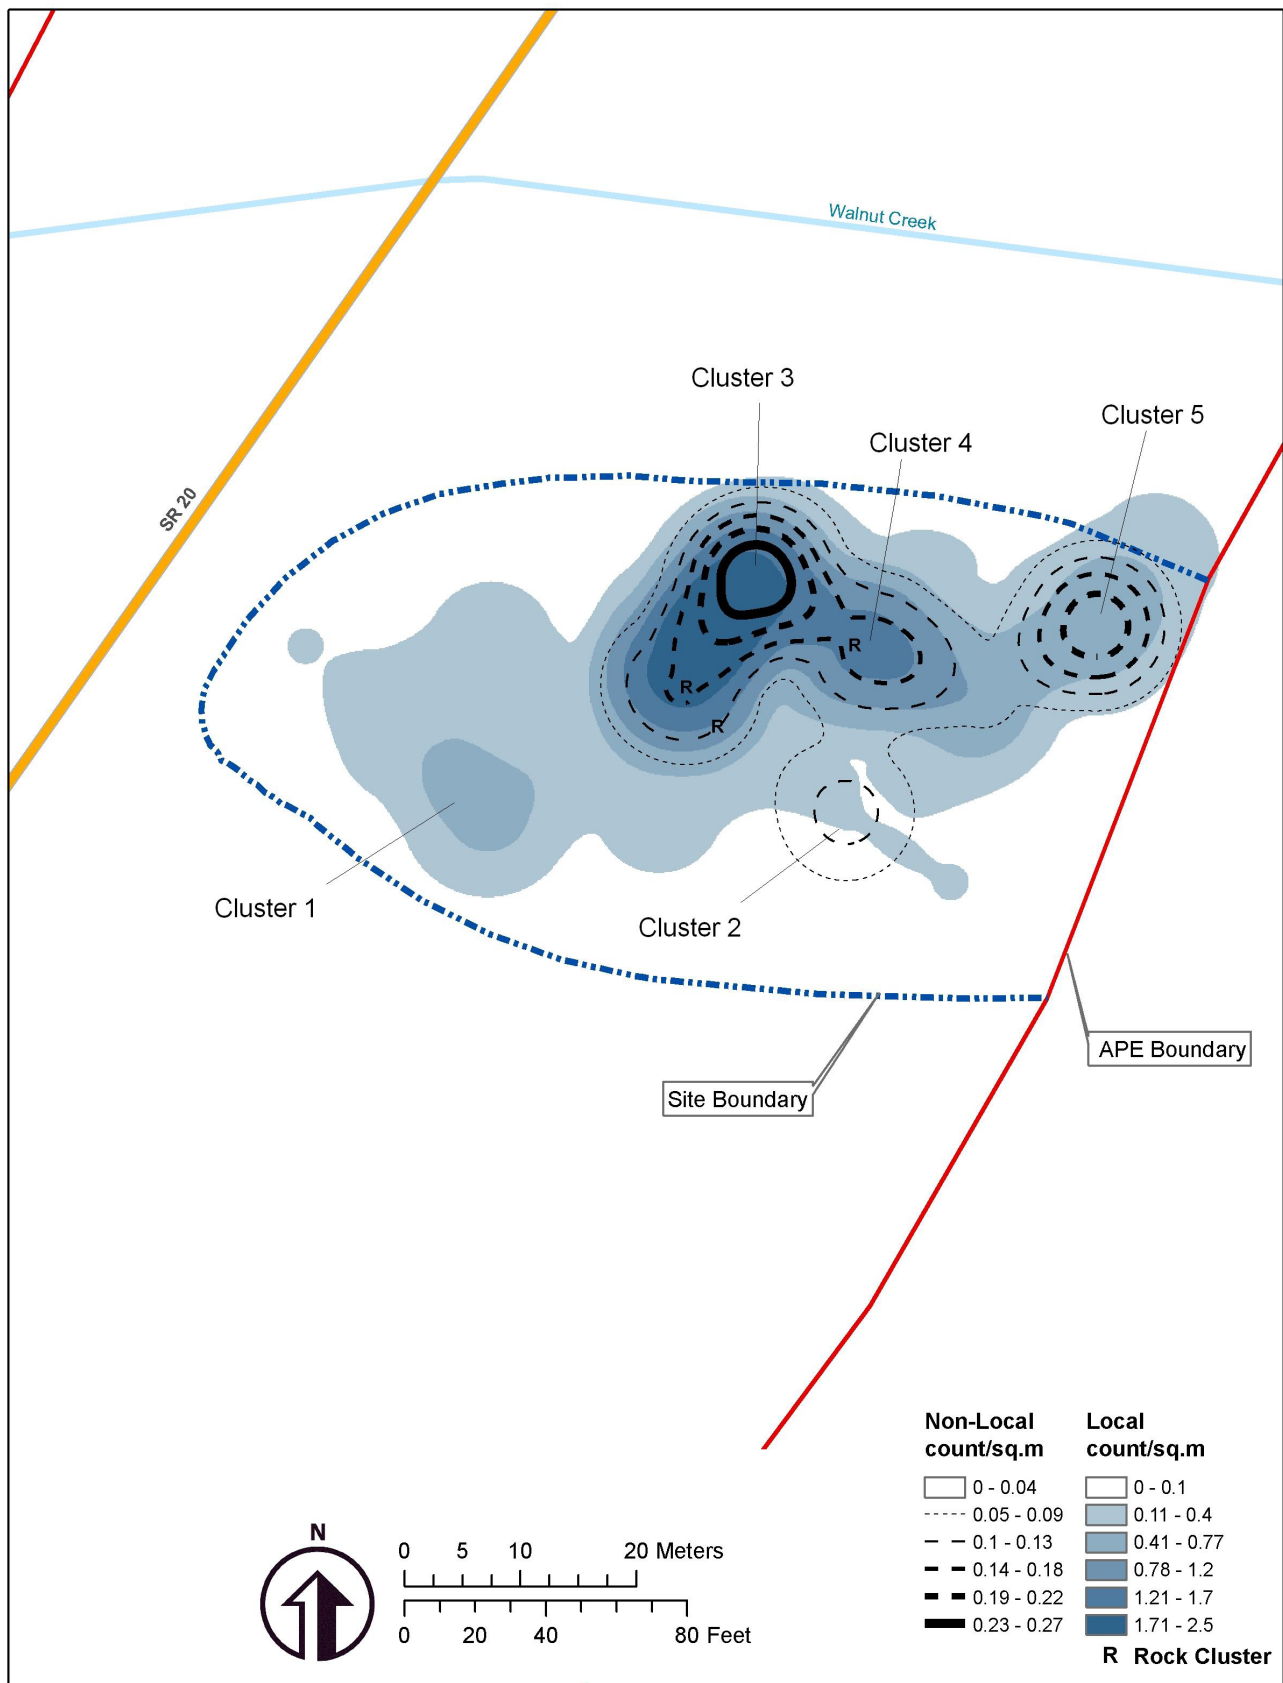 Walnut Creek
Cluster 3
Cluster 5
Cluster 4
SR 20
R
R
R
Cluster 1
Cluster 2
APE Boundary
Site Boundary
Non-Local
count/sq.m
0 - 0.04
0.05 - 0.09
0.1 - 0.13
0.14 - 0.18
0.19 - 0.22
0.23 - 0.27
Local
count/sq.m
0 - 0.1
0.11 - 0.4
0.41 - 0.77
0.78 - 1.2
1.21 - 1.7
1.71 - 2.5
R Rock Cluster
N
0 5 10 20 Meters
0 20 40 80 Feet